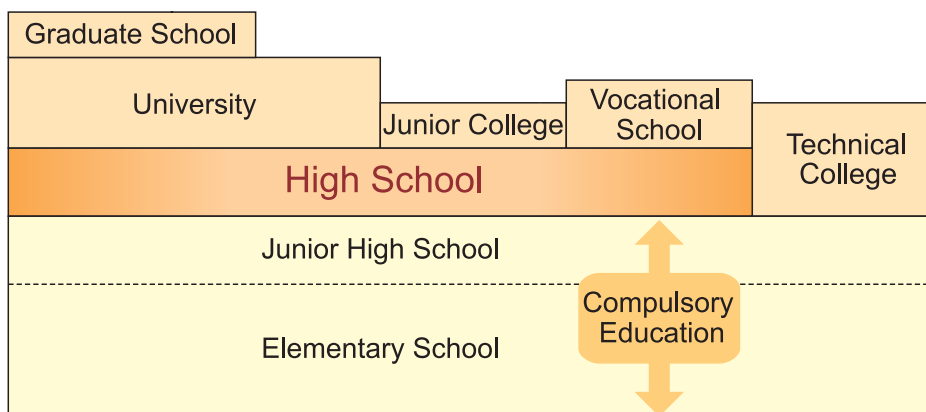 Graduate School
University
Junior College
Vocational
School
Technical
College
High School
Junior High School
Compulsory
Education
Elementary School